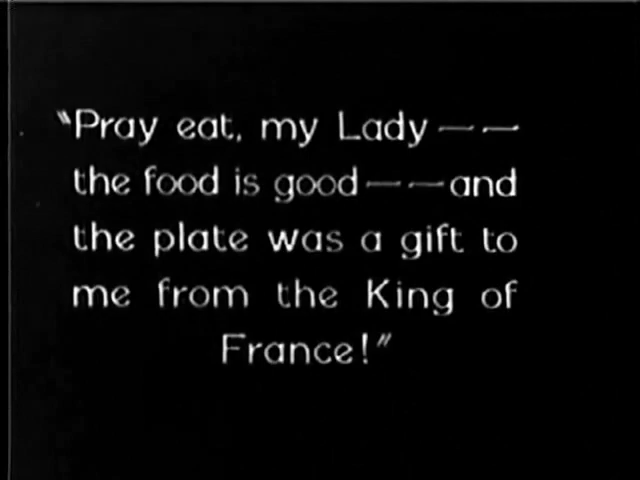 "Pray eat, my Lady — —
the food is good — — and
the plate was a gift to
me from the King of
France!"